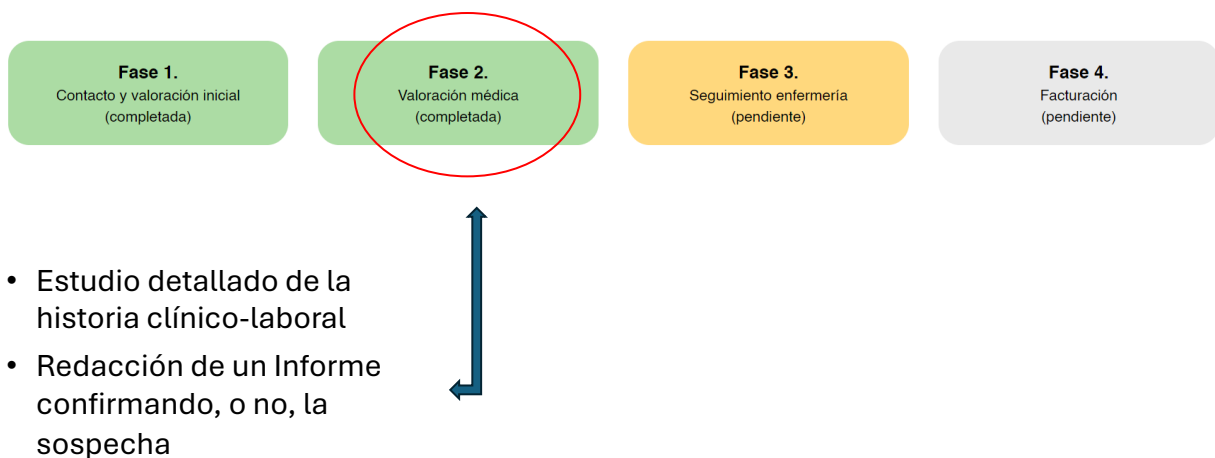 Fase 1.
Contacto y valoración inicial
(completada)
Fase 2.
Valoración médica
(completada)
Fase 3.
Seguimiento enfermería
(pendiente)
Fase 4.
Facturación
(pendiente)
• Estudio detallado de la
historia clínico-laboral
• Redacción de un Informe
confirmando, o no, la
sospecha